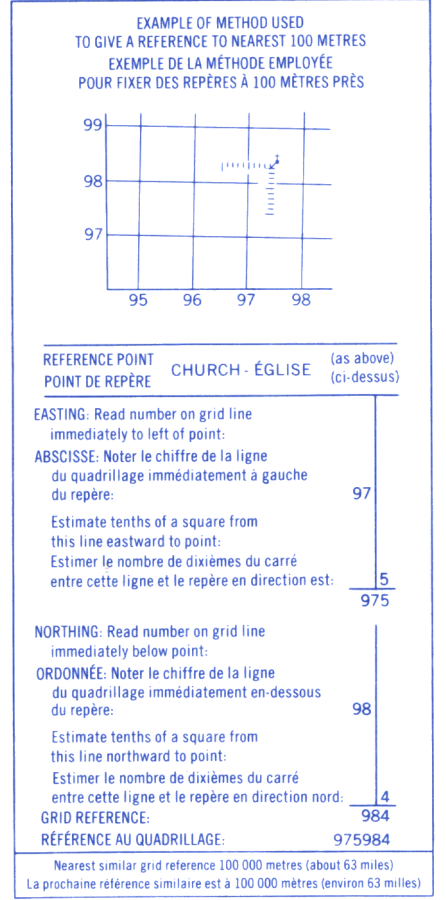 EXAMPLE OF METHOD USED
TO GIVE A REFERENCE TO NEAREST 100 METRES
EXEMPLE DE LA MÉTHODE EMPLOYÉE
POUR FIXER DES REPÈRES À 100 MÈTRES PRÈS
99
98
97
95 96 97 98
REFERENCE POINT
POINT DE REPÈRE
CHURCH - ÉGLISE
(as above)
(ci-dessus)
EASTING: Read number on grid line
immediately to left of point:
ABSCISSE: Noter le chiffre de la ligne
du quadrillage immédiatement à gauche
du repère: 97
Estimate tenths of a square from
this line eastward to point:
Estimer le nombre de dixièmes du carré
entre cette ligne et le repère en direction est: 5
975
NORTHING: Read number on grid line
immediately below point:
ORDONNÉE: Noter le chiffre de la ligne
du quadrillage immédiatement en-dessous
du repère: 98
Estimate tenths of a square from
this line northward to point:
Estimer le nombre de dixièmes du carré
entre cette ligne et le repère en direction nord: 4
GRID REFERENCE: 984
RÉFÉRENCE AU QUADRILLAGE: 975984
Nearest similar grid reference 100 000 metres (about 63 miles)
La prochaine référence similaire est à 100 000 mètres (environ 63 milles)